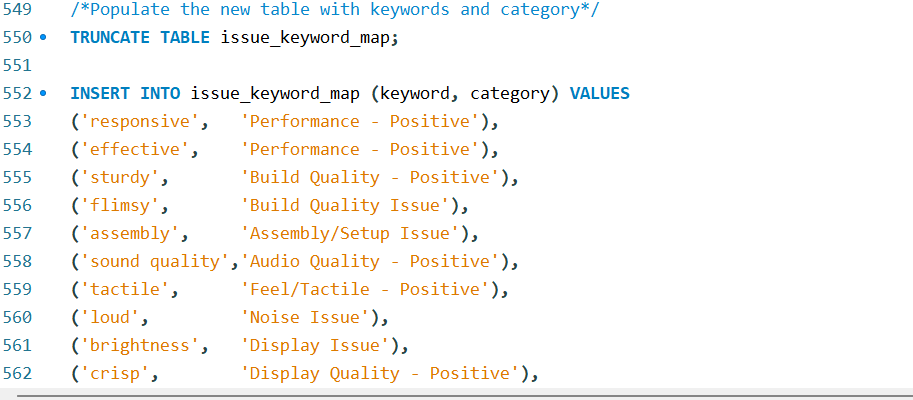 549 /*Populate the new table with keywords and category*/
550 TRUNCATE TABLE issue_keyword_map;
551
552 INSERT INTO issue_keyword_map (keyword, category) VALUES
553 ('responsive',   'Performance - Positive'),
554 ('effective',    'Performance - Positive'),
555 ('sturdy',       'Build Quality - Positive'),
556 ('flimsy',       'Build Quality Issue'),
557 ('assembly',     'Assembly/Setup Issue'),
558 ('sound quality','Audio Quality - Positive'),
559 ('tactile',      'Feel/Tactile - Positive'),
560 ('loud',         'Noise Issue'),
561 ('brightness',   'Display Issue'),
562 ('crisp',        'Display Quality - Positive'),